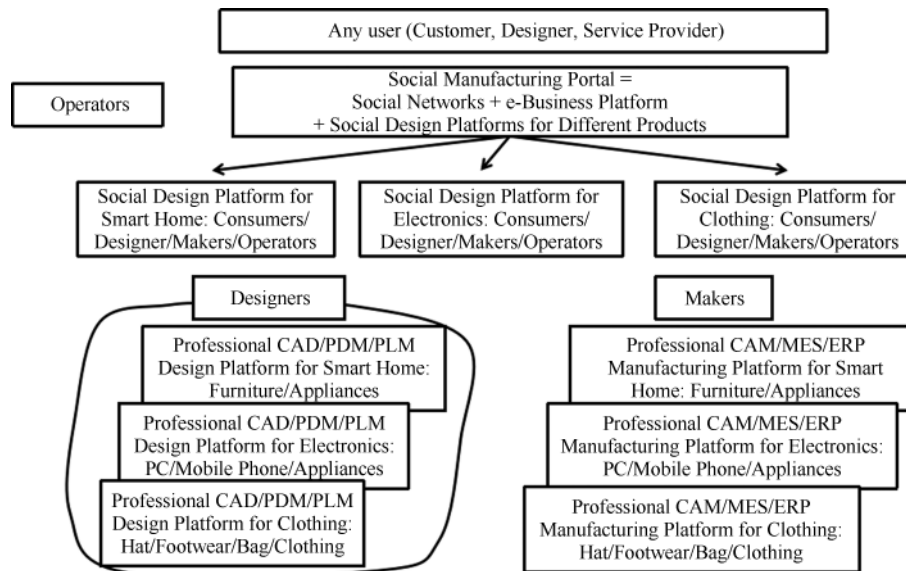 Any user (Customer, Designer, Service Provider)
Operators
Social Manufacturing Portal =
Social Networks + e-Business Platform
+ Social Design Platforms for Different Products
Social Design Platform for
Smart Home: Consumers/
Designer/Makers/Operators
Social Design Platform for
Electronics: Consumers/
Designer/Makers/Operators
Social Design Platform for
Clothing: Consumers/
Designer/Makers/Operators
Designers
Professional CAD/PDM/PLM
Design Platform for Smart Home:
Furniture/Appliances
Professional CAD/PDM/PLM
Design Platform for Electronics:
PC/Mobile Phone/Appliances
Professional CAD/PDM/PLM
Design Platform for Clothing:
Hat/Footwear/Bag/Clothing
Makers
Professional CAM/MES/ERP
Manufacturing Platform for Smart
Home: Furniture/Appliances
Professional CAM/MES/ERP
Manufacturing Platform for Electronics:
PC/Mobile Phone/Appliances
Professional CAM/MES/ERP
Manufacturing Platform for Clothing:
Hat/Footwear/Bag/Clothing